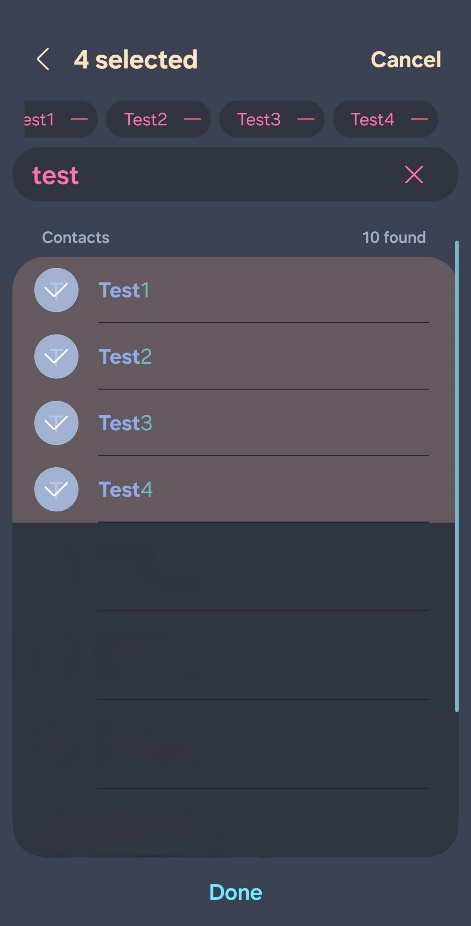 4 selected Cancel
est1 Test2 Test3 Test4
test
Contacts 10 found
Test1
Test2
Test3
Test4
Done